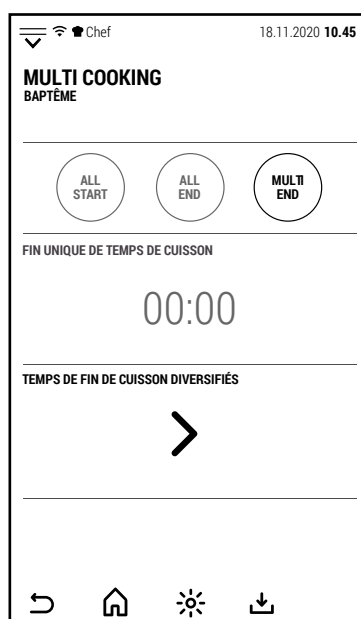 Chef 18.11.2020 10.45
MULTI COOKING
BAPTÊME
ALL START
ALL END
MULTI END
FIN UNIQUE DE TEMPS DE CUISSON
00:00
TEMPS DE FIN DE CUISSON DIVERSIFIÉS